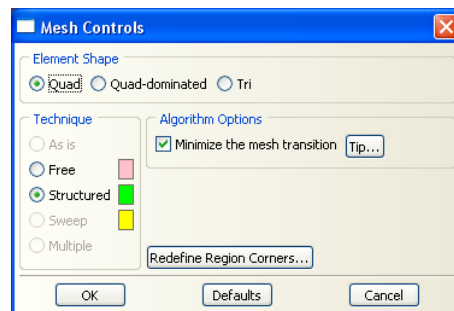 Mesh Controls
Element Shape
Quad Quad-dominated Tri
Technique
As is
Free
Structured
Sweep
Multiple
Algorithm Options
Minimize the mesh transition Tip...
Redefine Region Corners...
OK Defaults Cancel